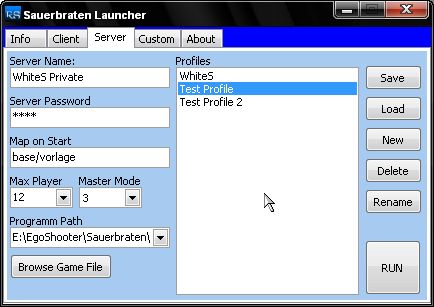 RS Sauerbraten Launcher
Info Client Server Custom About
Server Name:
WhiteS Private
Server Password
****
Map on Start
base/vorlage
Max Player Master Mode
12 3
Programm Path
E:\EgoShooter\Sauerbraten\
Browse Game File
Profiles
WhiteS
Test Profile
Test Profile 2
Save
Load
New
Delete
Rename
RUN